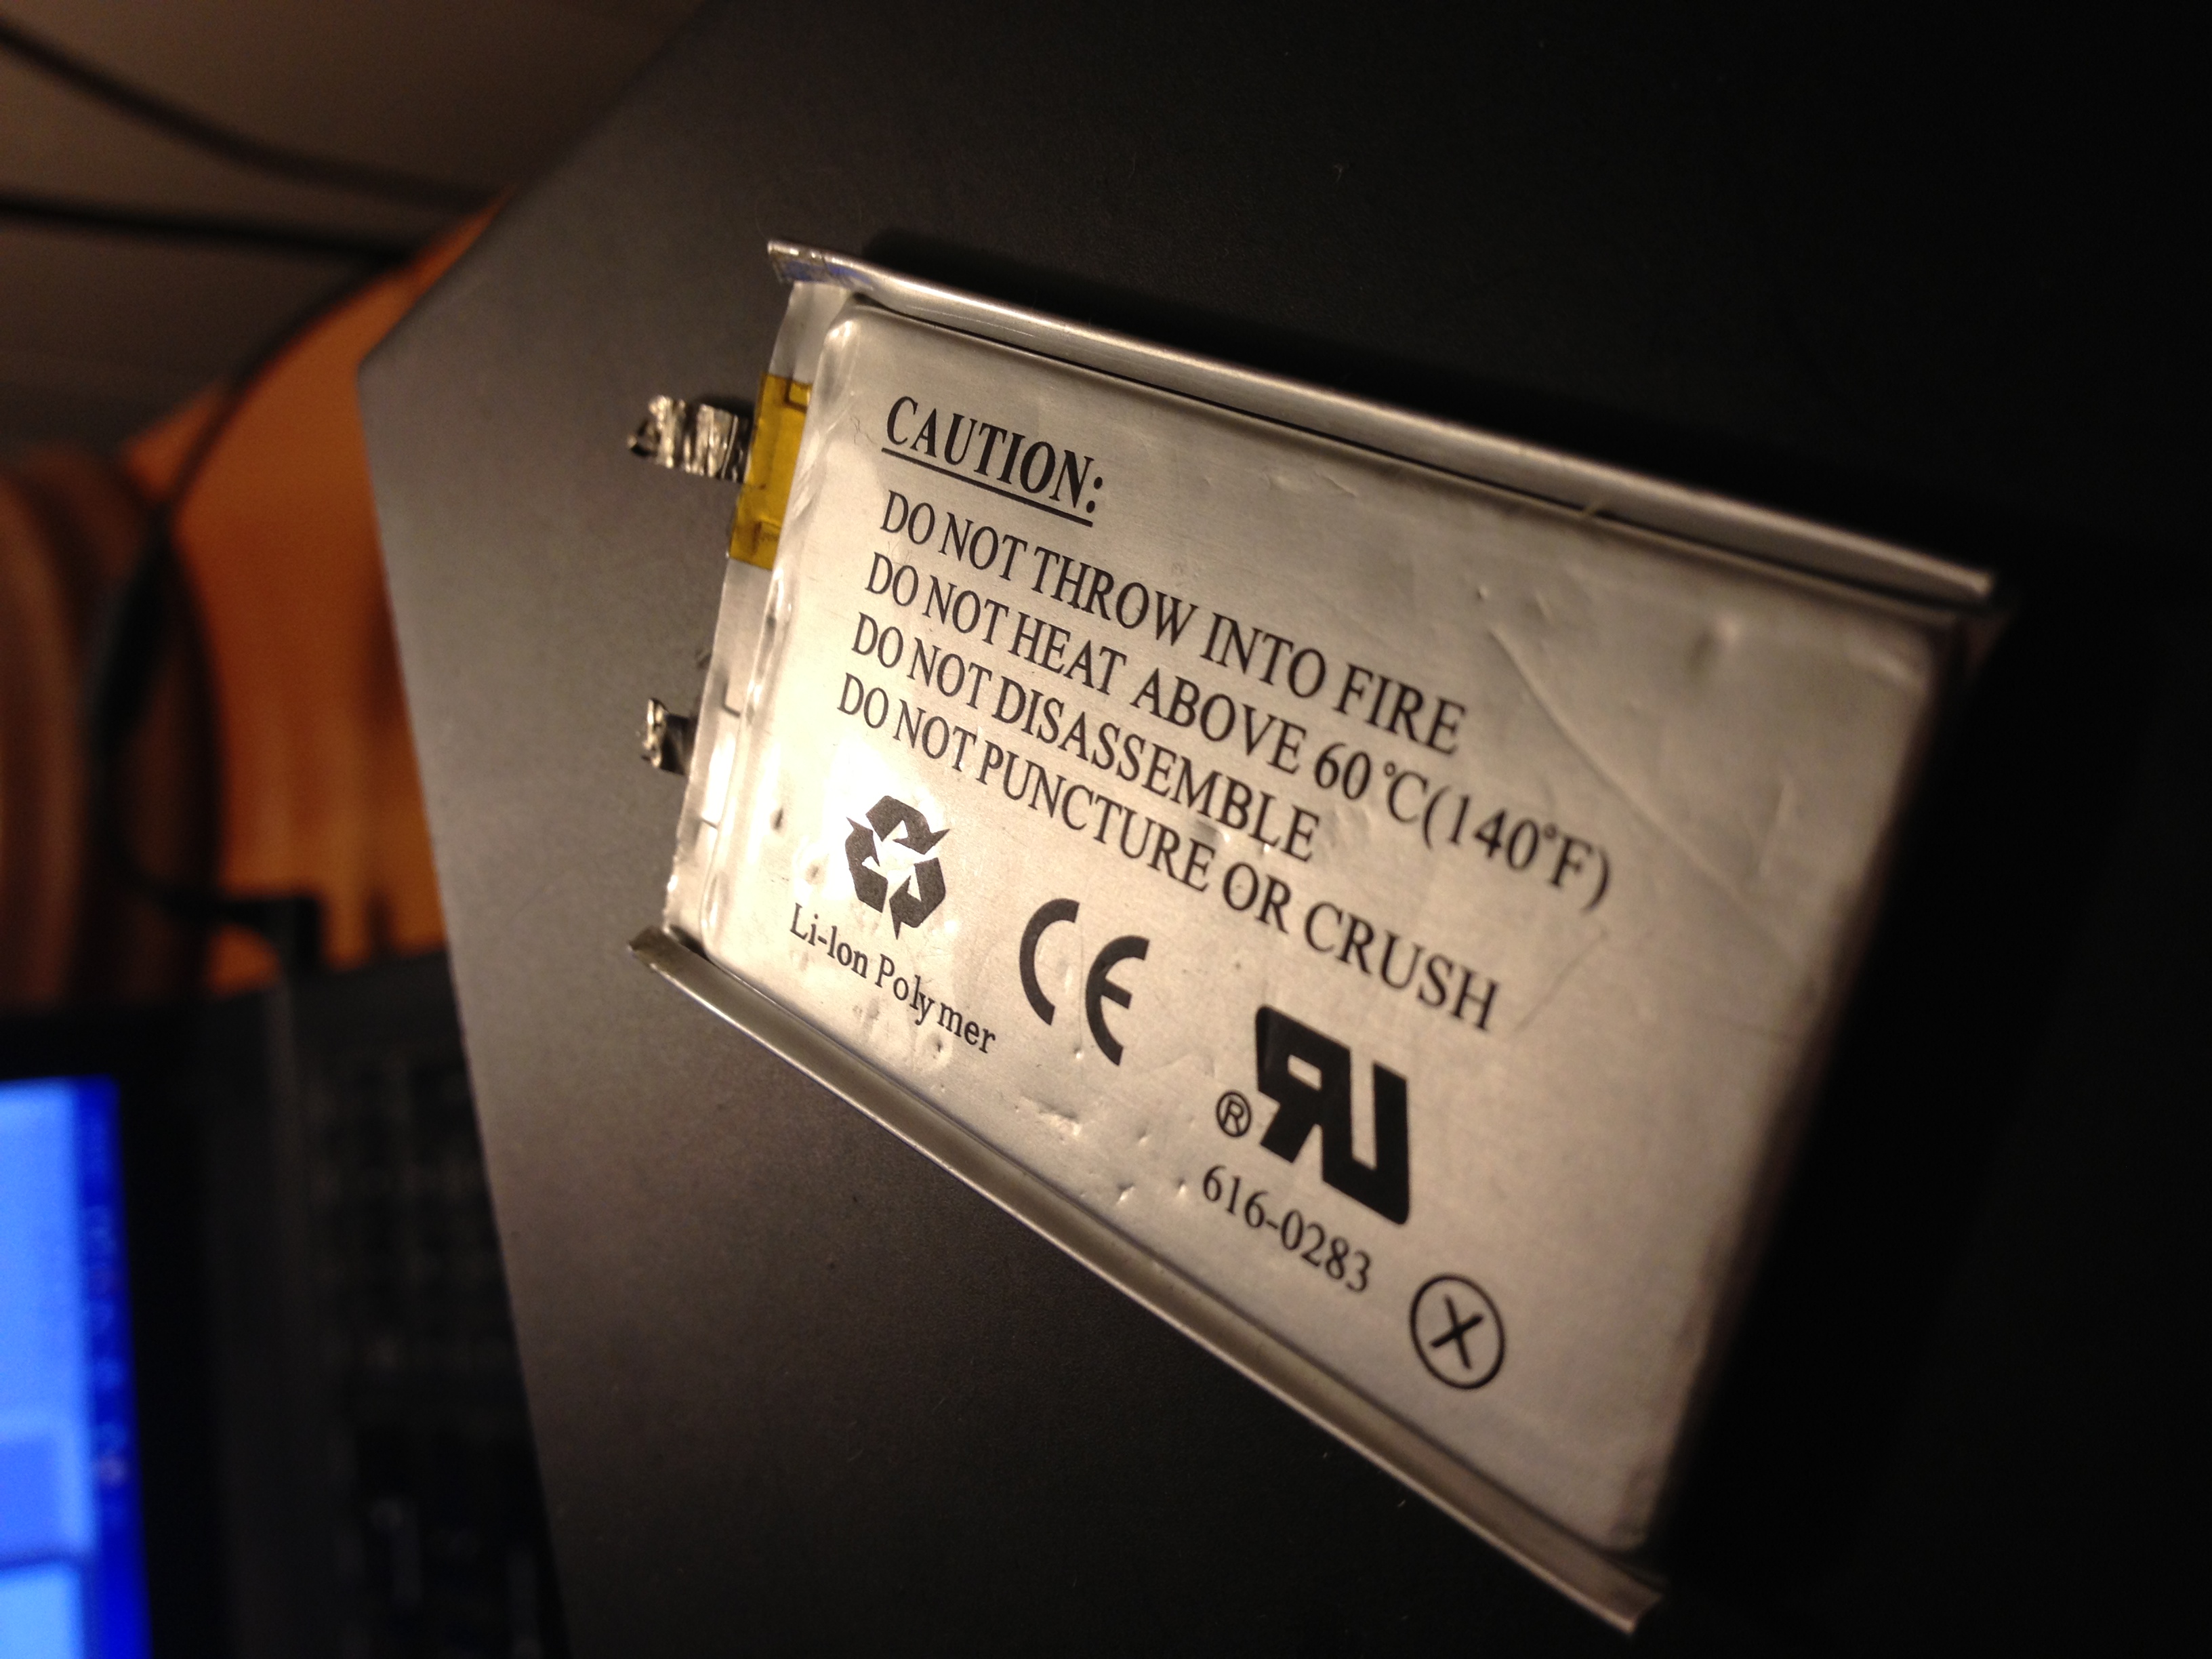 CAUTION:
DO NOT THROW INTO FIRE
DO NOT HEAT ABOVE 60°C(140°F)
DO NOT DISASSEMBLE
DO NOT PUNCTURE OR CRUSH
Li-Ion Polymer
CE
RU®
616-0283
X